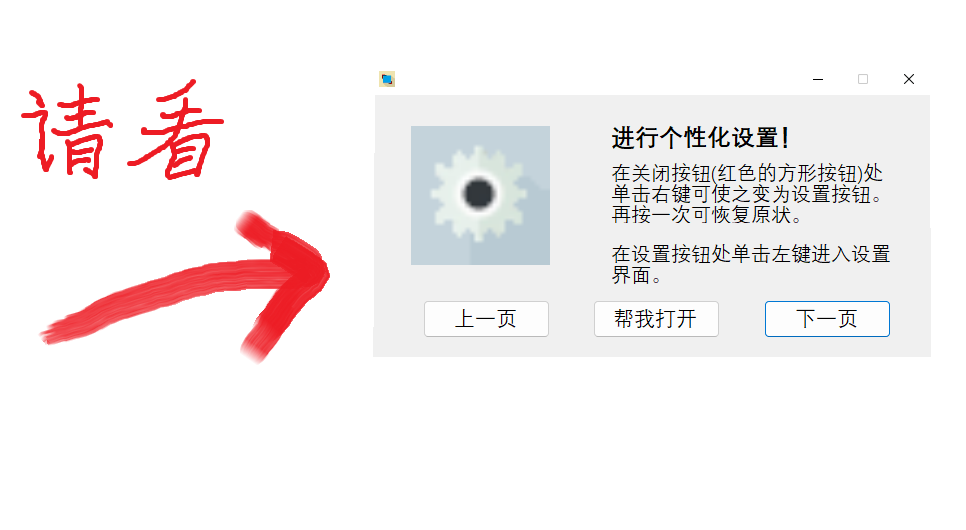 请看
进行个性化设置！
在关闭按钮(红色的方形按钮)处
单击右键可使之变为设置按钮。
再按一次可恢复原状。
在设置按钮处单击左键进入设置
界面。
上一页
帮我打开
下一页